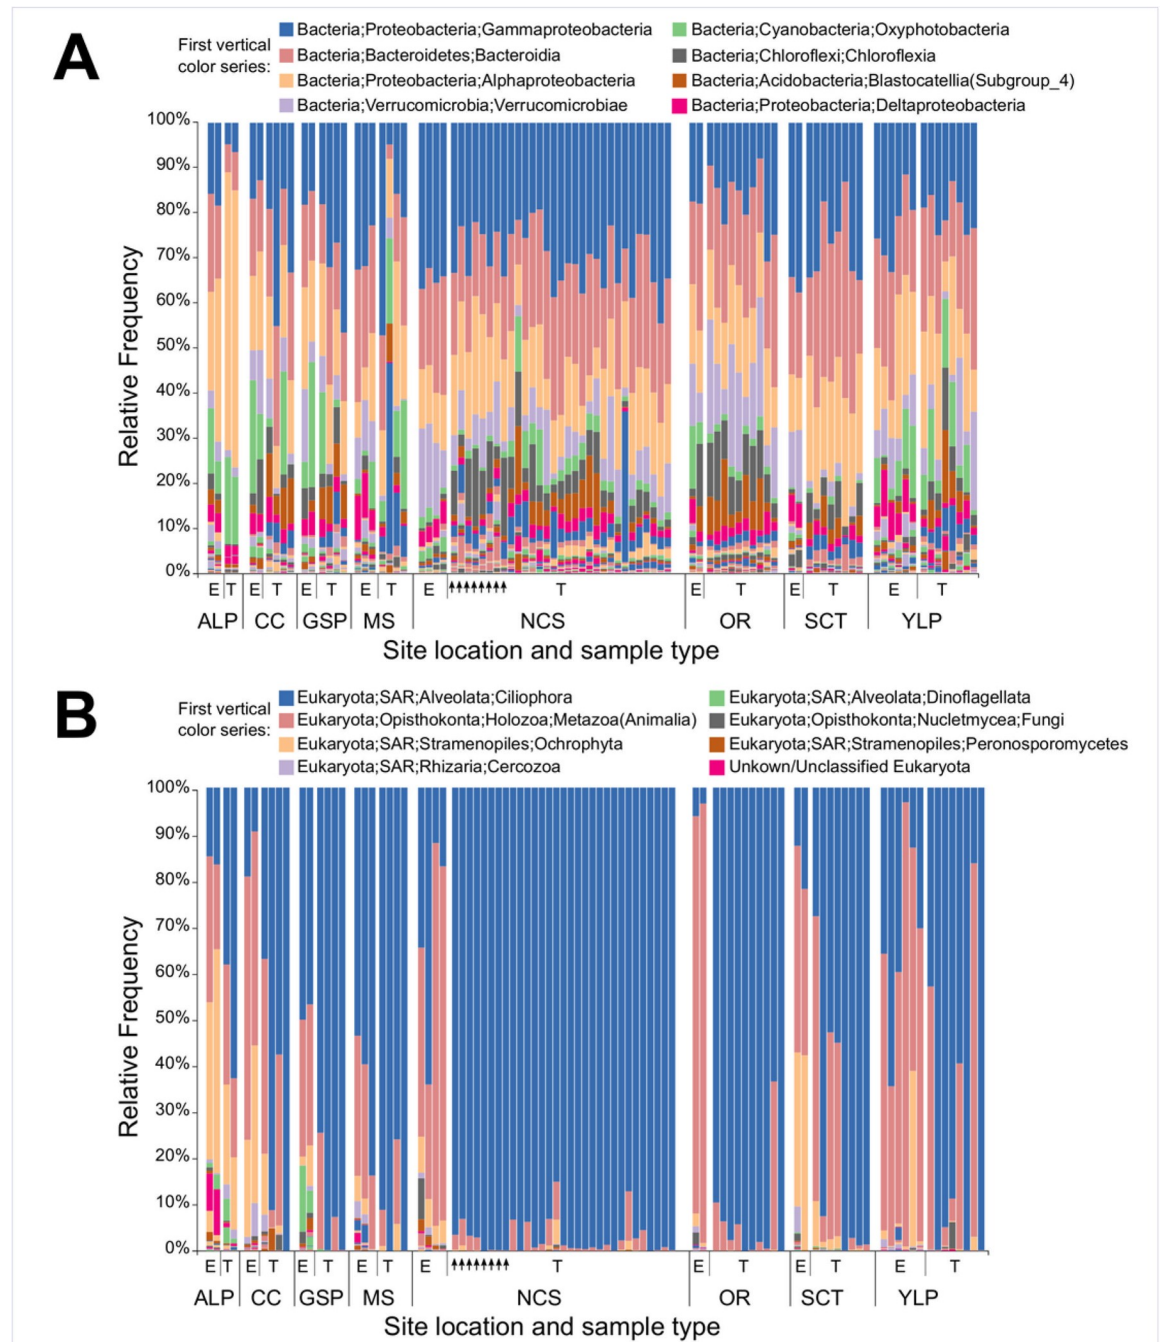 A
First vertical
color series:
Bacteria;Proteobacteria;Gammaproteobacteria
Bacteria;Bacteroidetes;Bacteroidia
Bacteria;Proteobacteria;Alphaproteobacteria
Bacteria;Verrucomicrobia;Verrucomicrobiae
Bacteria;Cyanobacteria;Oxyphotobacteria
Bacteria;Chloroflexi;Chloroflexia
Bacteria;Acidobacteria;Blastocatellia(Subgroup_4)
Bacteria;Proteobacteria;Deltaproteobacteria
Relative Frequency
100%
90%
80%
70%
60%
50%
40%
30%
20%
10%
0%
E T E T E T E T E T E T E T E T
ALP CC GSP MS NCS OR SCT YLP
Site location and sample type
B
First vertical
color series:
Eukaryota;SAR;Alveolata;Ciliophora
Eukaryota;Opisthokonta;Holozoa;Metazoa(Animalia)
Eukaryota;SAR;Stramenopiles;Ochrophyta
Eukaryota;SAR;Rhizaria;Cercozoa
Eukaryota;SAR;Alveolata;Dinoflagellata
Eukaryota;Opisthokonta;Nucletmycea;Fungi
Eukaryota;SAR;Stramenopiles;Peronosporomycetes
Unkown/Unclassified Eukaryota
Relative Frequency
100%
90%
80%
70%
60%
50%
40%
30%
20%
10%
0%
E T E T E T E T E T E T E T E T
ALP CC GSP MS NCS OR SCT YLP
Site location and sample type